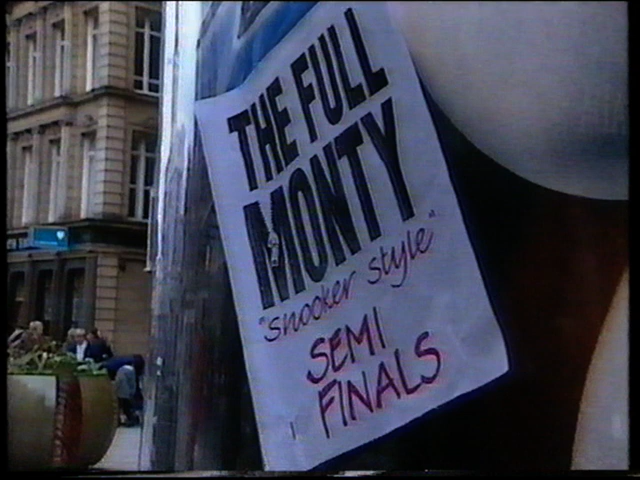 THE FULL
MONTY
"Snooker Style"
SEMI
FINALS